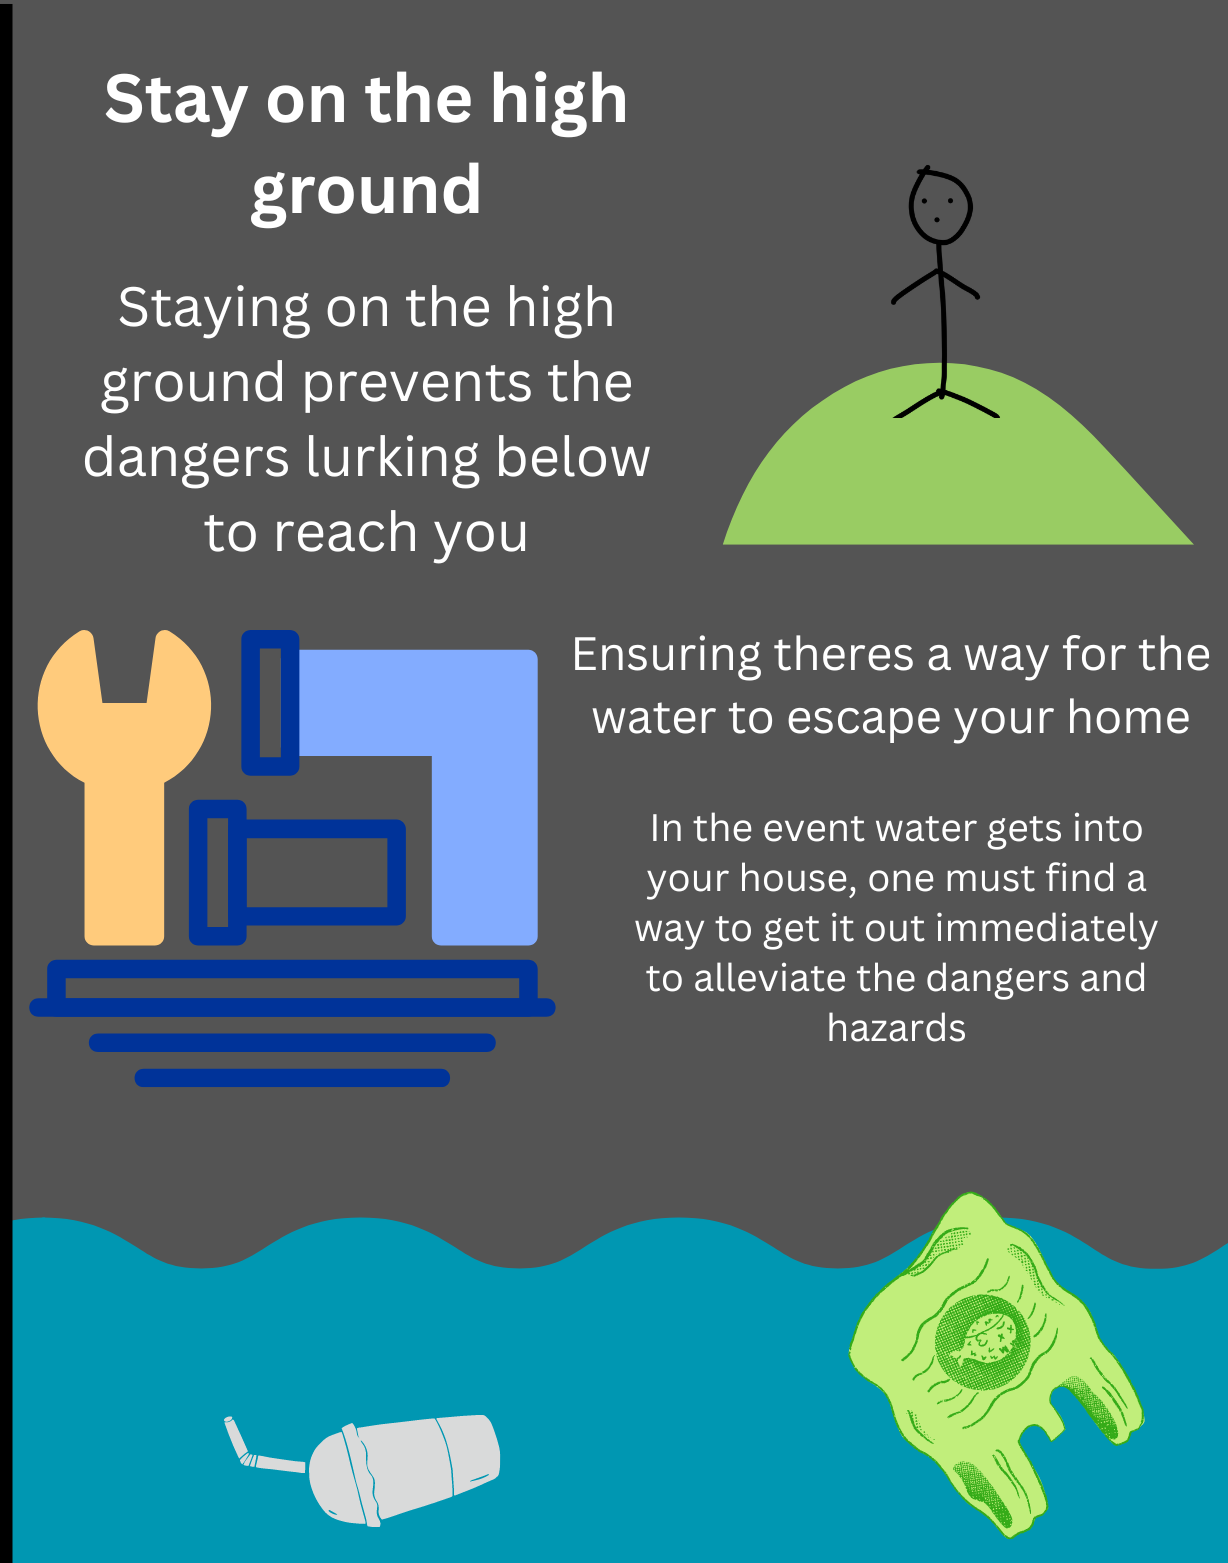 Stay on the high
ground
Staying on the high
ground prevents the
dangers lurking below
to reach you
Ensuring theres a way for the
water to escape your home
In the event water gets into
your house, one must find a
way to get it out immediately
to alleviate the dangers and
hazards